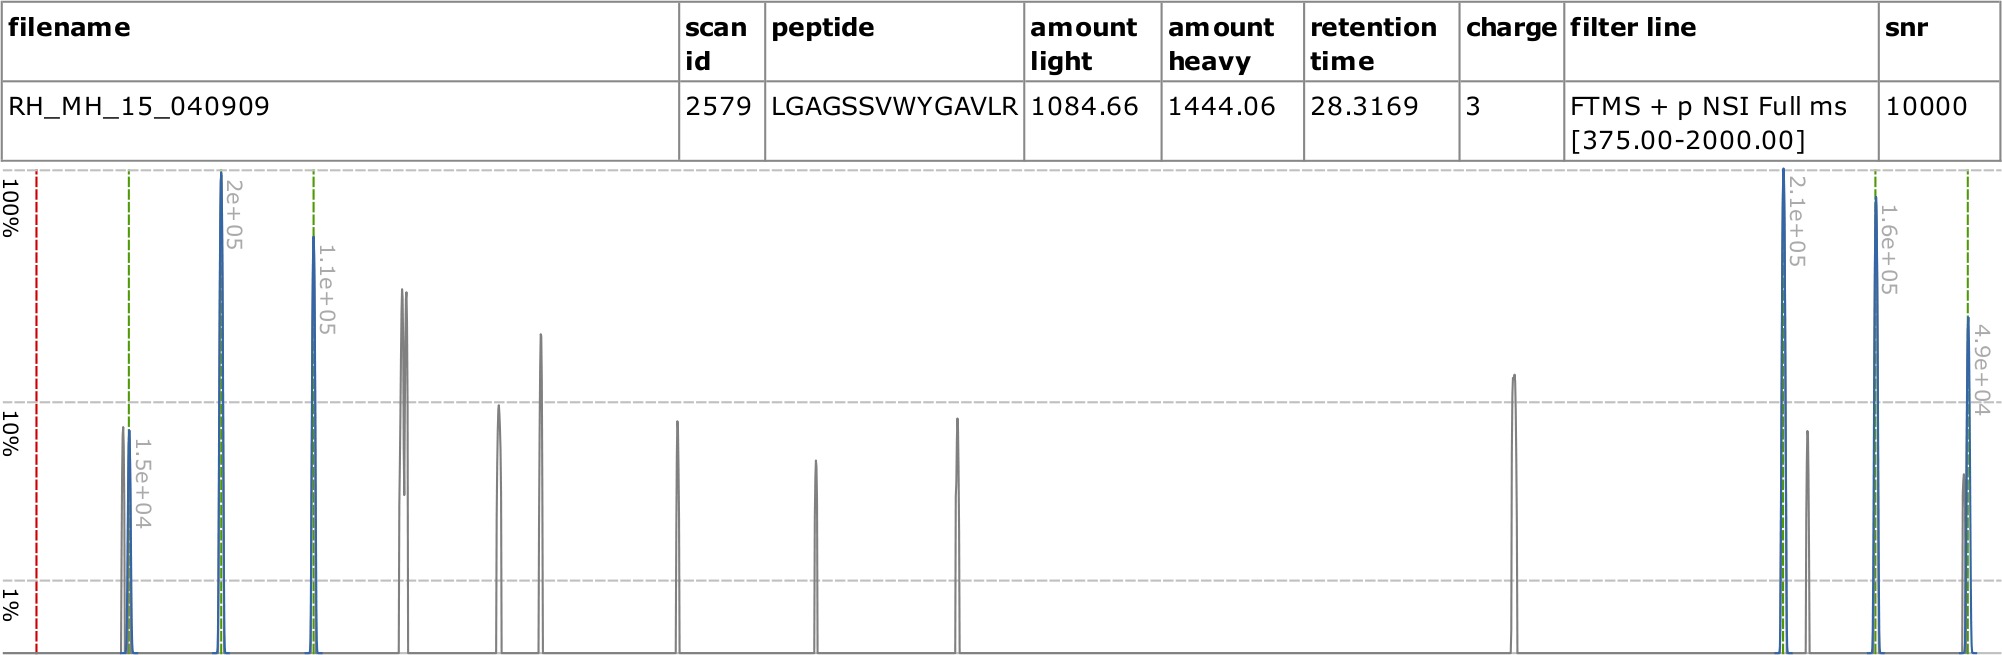 filename scan id peptide amount light amount heavy retention time charge filter line snr
RH_MH_15_040909 2579 LGAGSSVWYGAVLR 1084.66 1444.06 28.3169 3 FTMS + p NSI Full ms [375.00-2000.00] 10000
100%
10%
1%
1.5e+04
2e+05
1.1e+05
2.1e+05
1.6e+05
4.9e+04